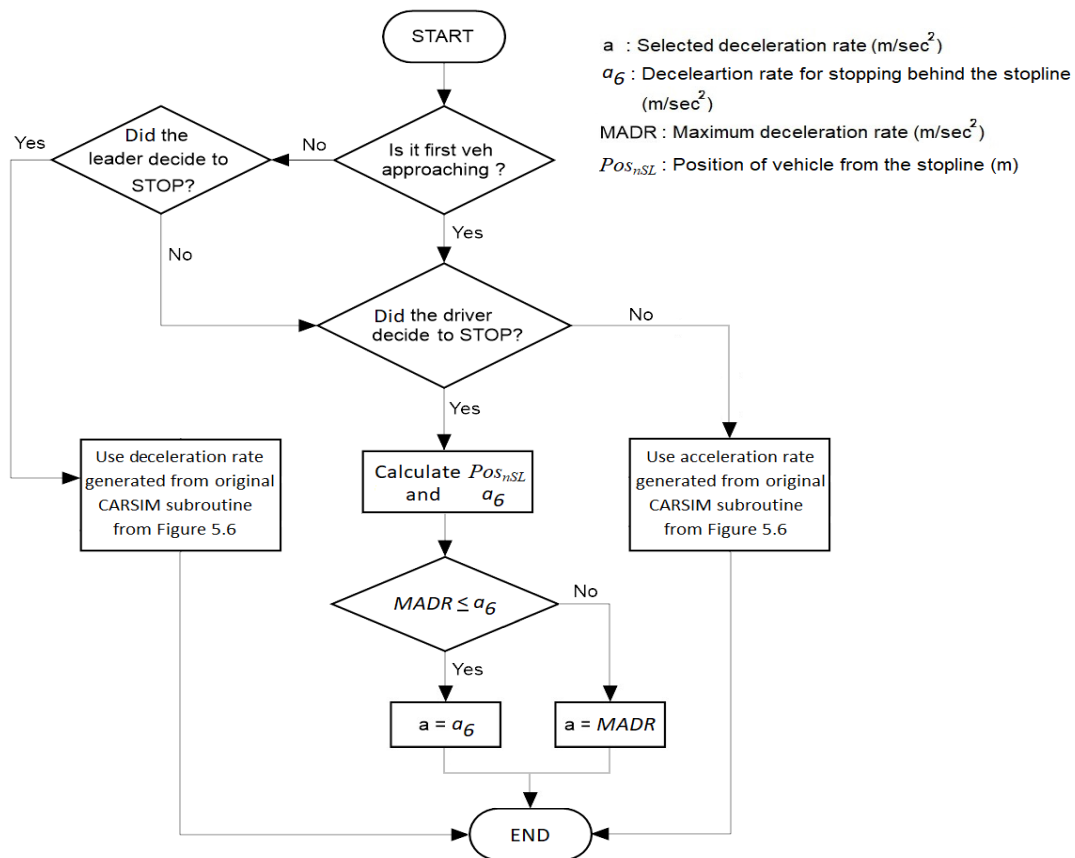 START
a : Selected deceleration rate (m/sec²)
a₆ : Deceleartion rate for stopping behind the stopline
(m/sec²)
MADR : Maximum deceleration rate (m/sec²)
Pos_nSL : Position of vehicle from the stopline (m)
Yes
Did the
leader decide to
STOP?
No
Is it first veh
approaching ?
Yes
No
Did the driver
decide to STOP?
No
Yes
Use deceleration rate
generated from original
CARSIM subroutine
from Figure 5.6
Calculate Pos_nSL
and a₆
Use acceleration rate
generated from original
CARSIM subroutine
from Figure 5.6
MADR ≤ a₆
No
Yes
a = a₆
a = MADR
END